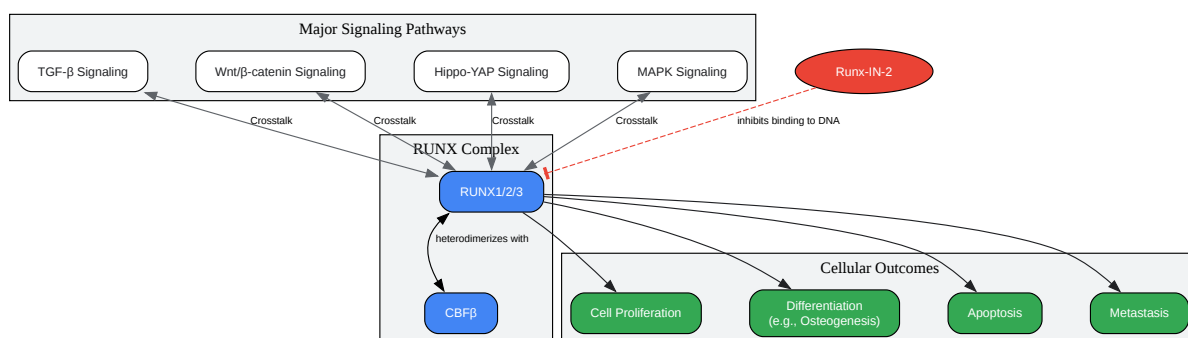 Major Signaling Pathways
TGF-β Signaling
Wnt/β-catenin Signaling
Hippo-YAP Signaling
MAPK Signaling
Runx-IN-2
Crosstalk
Crosstalk
Crosstalk
Crosstalk
inhibits binding to DNA
RUNX Complex
RUNX1/2/3
heterodimerizes with
CBFβ
Cellular Outcomes
Cell Proliferation
Differentiation
(e.g., Osteogenesis)
Apoptosis
Metastasis